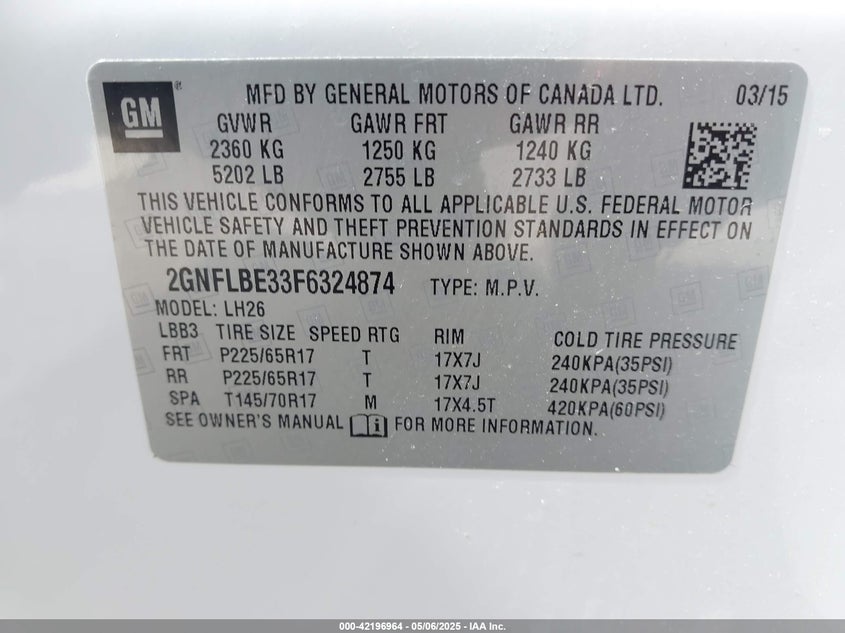 GM ® MFD BY GENERAL MOTORS OF CANADA LTD. 03/15
GVWR GAWR FRT GAWR RR
2360 KG 1250 KG 1240 KG
5202 LB 2755 LB 2733 LB
THIS VEHICLE CONFORMS TO ALL APPLICABLE U.S. FEDERAL MOTOR
VEHICLE SAFETY AND THEFT PREVENTION STANDARDS IN EFFECT ON
THE DATE OF MANUFACTURE SHOWN ABOVE.
2GNFLBE33F6324874 TYPE: M.P.V.
MODEL: LH26
LBB3 TIRE SIZE SPEED RTG RIM COLD TIRE PRESSURE
FRT P225/65R17 T 17X7J 240KPA(35PSI)
RR P225/65R17 T 17X7J 240KPA(35PSI)
SPA T145/70R17 M 17X4.5T 420KPA(60PSI)
SEE OWNER'S MANUAL FOR MORE INFORMATION.
000-42196964 - 05/06/2025 - IAA Inc.